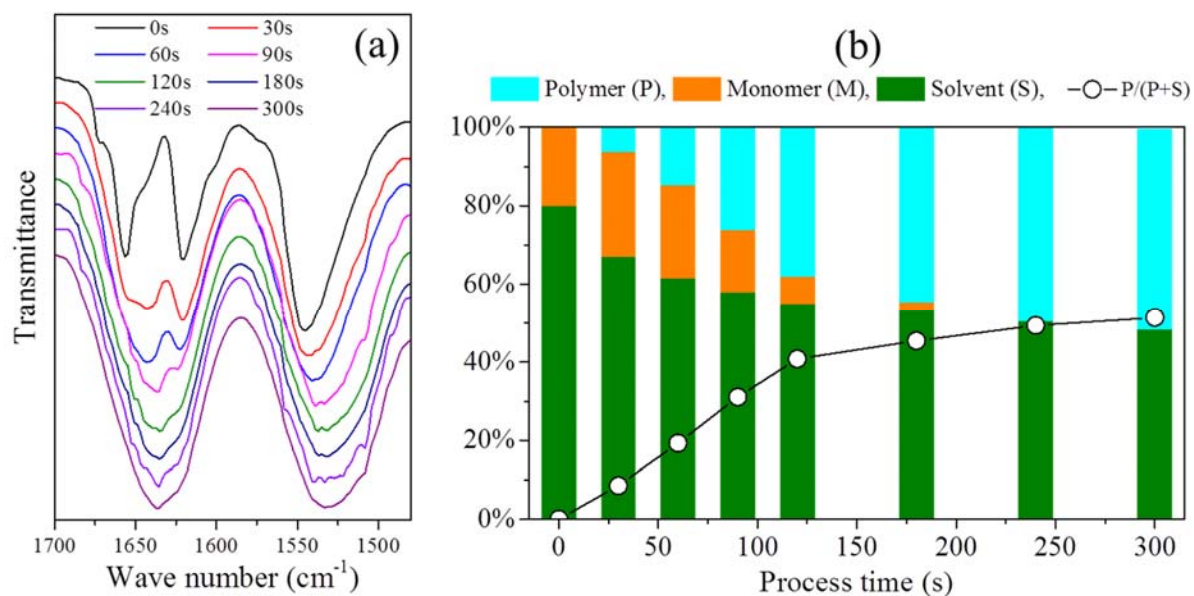 (a)
0s 30s
60s 90s
120s 180s
240s 300s
Transmittance
1700 1650 1600 1550 1500
Wave number (cm⁻¹)
(b)
Polymer (P), Monomer (M), Solvent (S), P/(P+S)
100%
80%
60%
40%
20%
0%
0 50 100 150 200 250 300
Process time (s)